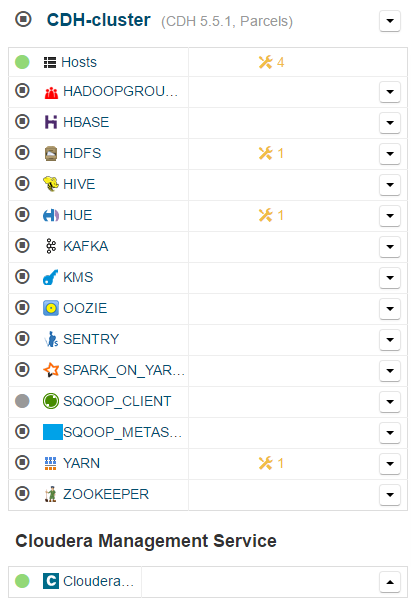 CDH-cluster (CDH 5.5.1, Parcels)
Hosts 4
HADOOPGROU...
HBASE
HDFS 1
HIVE
HUE 1
KAFKA
KMS
OOZIE
SENTRY
SPARK_ON_YAR...
SQOOP_CLIENT
SQOOP_METAS...
YARN 1
ZOOKEEPER
Cloudera Management Service
C Cloudera...